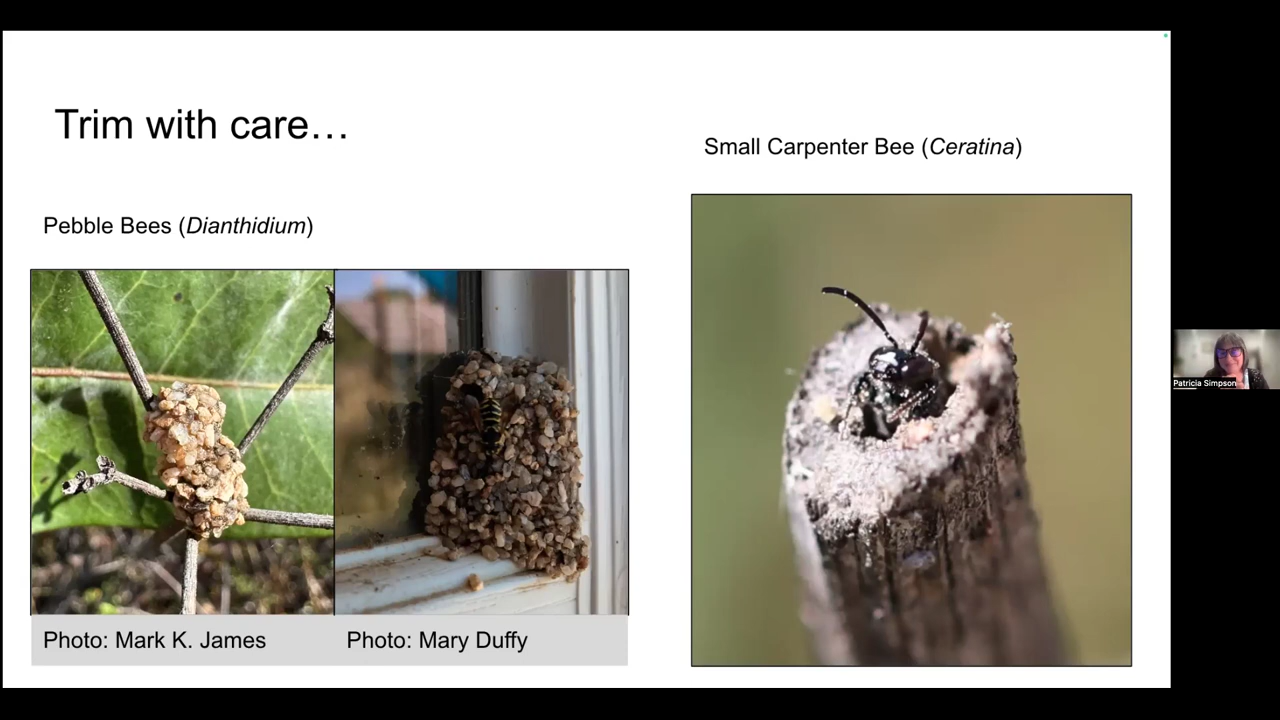 Trim with care…
Small Carpenter Bee (Ceratina)
Pebble Bees (Dianthidium)
Photo: Mark K. James
Photo: Mary Duffy
Patricia Simpson